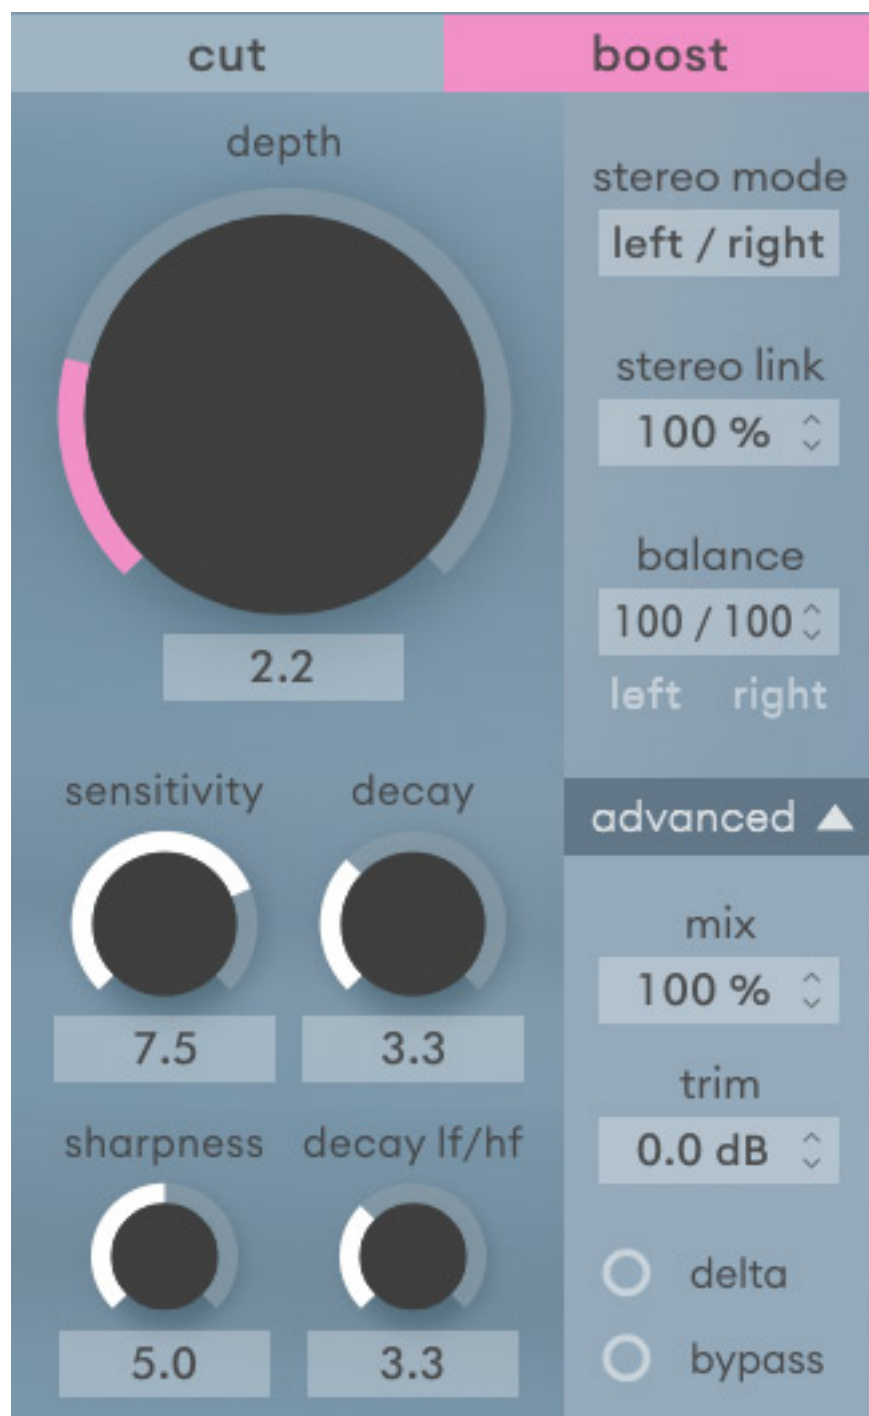 cut
boost
depth
2.2
stereo mode
left / right
stereo link
100 %
balance
100 / 100
left right
sensitivity
decay
7.5
3.3
sharpness
decay lf/hf
5.0
3.3
advanced
mix
100 %
trim
0.0 dB
delta
bypass